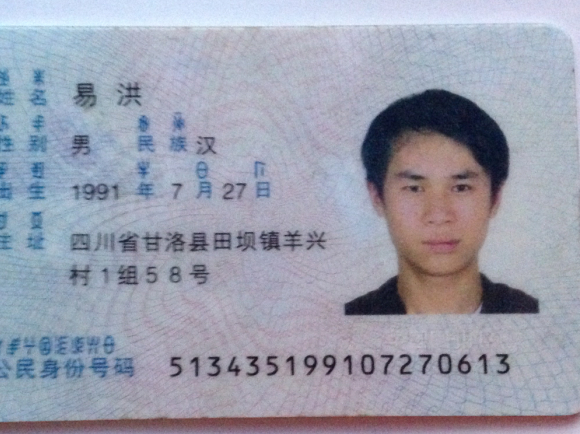 姓名 易洪
性别 男 民族 汉
出生 1991 年 7 月 27 日
住址 四川省甘洛县田坝镇羊兴
村1组58号
公民身份号码 513435199107270613